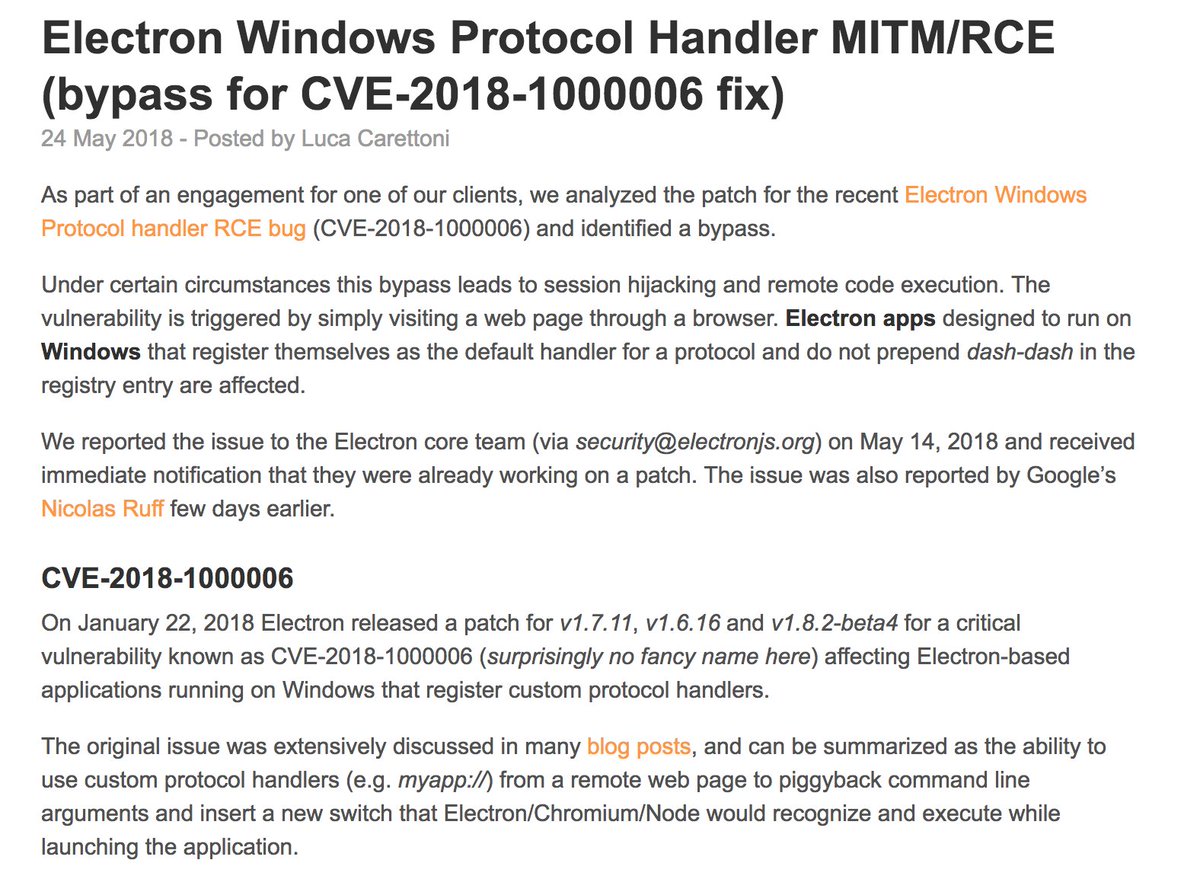 Electron Windows Protocol Handler MITM/RCE
(bypass for CVE-2018-1000006 fix)
24 May 2018 - Posted by Luca Carettoni
As part of an engagement for one of our clients, we analyzed the patch for the recent Electron Windows
Protocol handler RCE bug (CVE-2018-1000006) and identified a bypass.
Under certain circumstances this bypass leads to session hijacking and remote code execution. The
vulnerability is triggered by simply visiting a web page through a browser. Electron apps designed to run on
Windows that register themselves as the default handler for a protocol and do not prepend dash-dash in the
registry entry are affected.
We reported the issue to the Electron core team (via security@electronjs.org) on May 14, 2018 and received
immediate notification that they were already working on a patch. The issue was also reported by Google’s
Nicolas Ruff few days earlier.
CVE-2018-1000006
On January 22, 2018 Electron released a patch for v1.7.11, v1.6.16 and v1.8.2-beta4 for a critical
vulnerability known as CVE-2018-1000006 (surprisingly no fancy name here) affecting Electron-based
applications running on Windows that register custom protocol handlers.
The original issue was extensively discussed in many blog posts, and can be summarized as the ability to
use custom protocol handlers (e.g. myapp://) from a remote web page to piggyback command line
arguments and insert a new switch that Electron/Chromium/Node would recognize and execute while
launching the application.